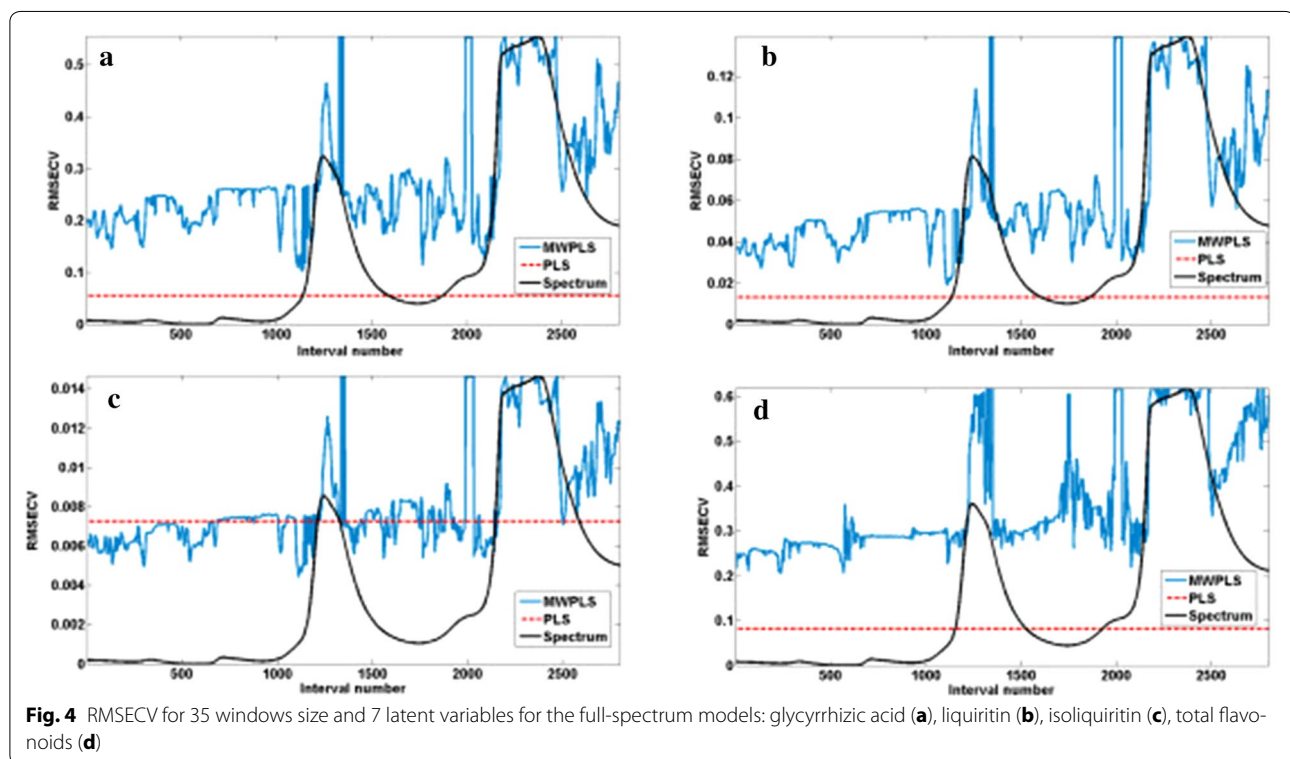 a
0.5
0.4
0.3
0.2
0.1
0
RMSECV
MWPLS
PLS
Spectrum
500 1000 1500 2000 2500
Interval number
b
0.12
0.1
0.08
0.06
0.04
0.02
0
RMSECV
MWPLS
PLS
Spectrum
500 1000 1500 2000 2500
Interval number
c
0.014
0.012
0.01
0.008
0.006
0.004
0.002
0
RMSECV
MWPLS
PLS
Spectrum
500 1000 1500 2000 2500
Interval number
d
0.6
0.5
0.4
0.3
0.2
0.1
0
RMSECV
MWPLS
PLS
Spectrum
500 1000 1500 2000 2500
Interval number
Fig. 4 RMSECV for 35 windows size and 7 latent variables for the full-spectrum models: glycyrrhizic acid (a), liquiritin (b), isoliquiritin (c), total flavo-
noids (d)